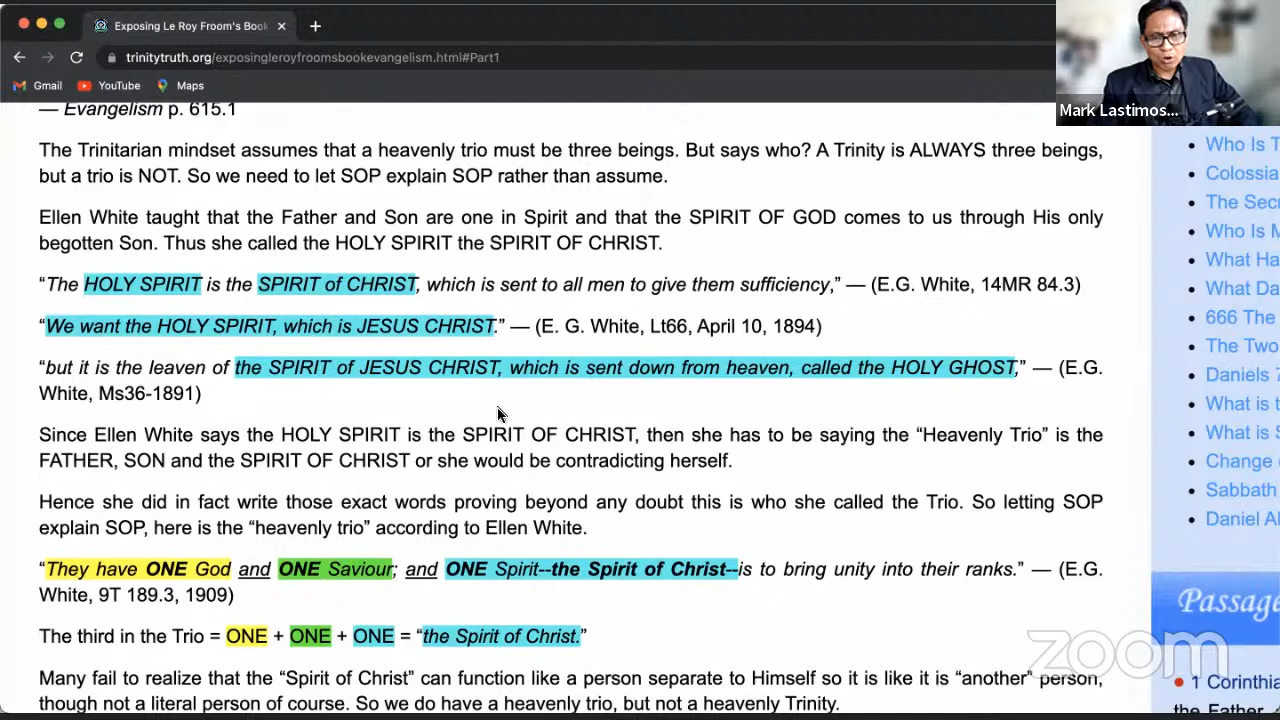 Exposing Le Roy Froom's Book
trinitytruth.org/exposingleroyfroomsbookevangelism.html#Part1
Gmail YouTube Maps
Mark Lastimos...
— Evangelism p. 615.1
The Trinitarian mindset assumes that a heavenly trio must be three beings. But says who? A Trinity is ALWAYS three beings,
but a trio is NOT. So we need to let SOP explain SOP rather than assume.
Ellen White taught that the Father and Son are one in Spirit and that the SPIRIT OF GOD comes to us through His only
begotten Son. Thus she called the HOLY SPIRIT the SPIRIT OF CHRIST.
“The HOLY SPIRIT is the SPIRIT of CHRIST, which is sent to all men to give them sufficiency,” — (E.G. White, 14MR 84.3)
“We want the HOLY SPIRIT, which is JESUS CHRIST.” — (E. G. White, Lt66, April 10, 1894)
“but it is the leaven of the SPIRIT of JESUS CHRIST, which is sent down from heaven, called the HOLY GHOST,” — (E.G.
White, Ms36-1891)
Since Ellen White says the HOLY SPIRIT is the SPIRIT OF CHRIST, then she has to be saying the “Heavenly Trio” is the
FATHER, SON and the SPIRIT OF CHRIST or she would be contradicting herself.
Hence she did in fact write those exact words proving beyond any doubt this is who she called the Trio. So letting SOP
explain SOP, here is the “heavenly trio” according to Ellen White.
“They have ONE God and ONE Saviour; and ONE Spirit--the Spirit of Christ--is to bring unity into their ranks.” — (E.G.
White, 9T 189.3, 1909)
The third in the Trio = ONE + ONE + ONE = “the Spirit of Christ.”
Many fail to realize that the “Spirit of Christ” can function like a person separate to Himself so it is like it is “another” person,
though not a literal person of course. So we do have a heavenly trio, but not a heavenly Trinity.
Who Is T
Colossia
The Sec
Who Is M
What Ha
What Da
666 The
The Two
Daniels 7
What is t
What is S
Change
Sabbath
Daniel Al
Passage
1 Corinthia
the Father
zoom